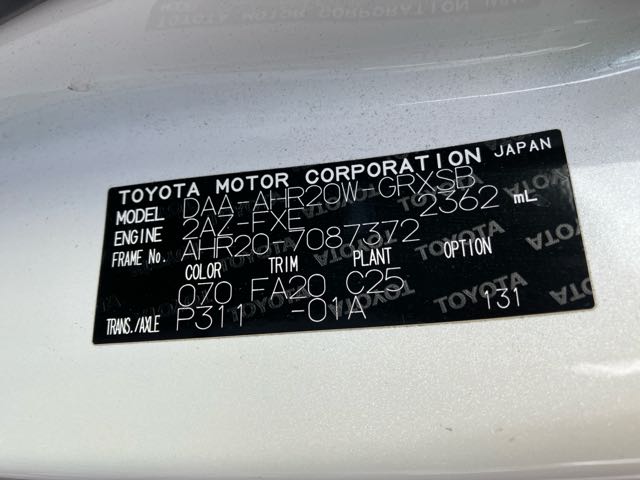 TOYOTA MOTOR CORPORATION JAPAN
MODEL DAA-AHR20W-GRXSB
ENGINE 2AZ-FXE 2362 mL
FRAME No. AHR20-7087372
COLOR TRIM PLANT OPTION
070 FA20 C25
TRANS./AXLE P311 -01A 131